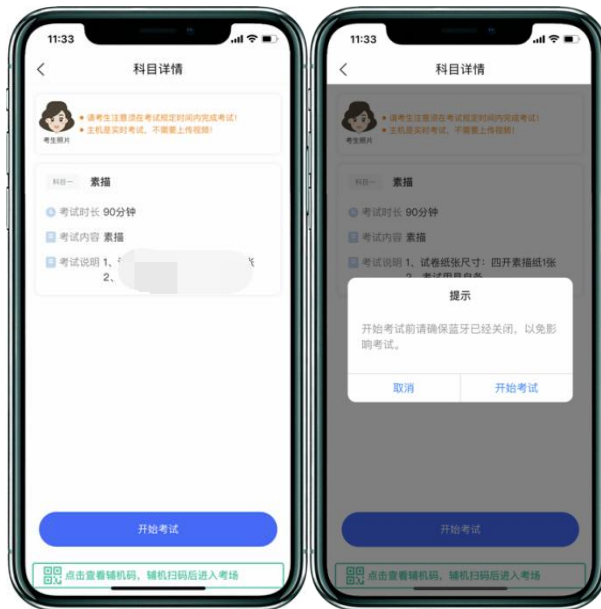 11:33
科目详情
• 请考生注意须在考试规定时间内完成考试!
• 主机是实时考试, 不需要上传视频!
考生照片
科目一 素描
考试时长 90分钟
考试内容 素描
考试说明 1、
2、
开始考试
点击查看辅机码, 辅机扫码后进入考场
11:33
科目详情
• 请考生注意须在考试规定时间内完成考试!
• 主机是实时考试, 不需要上传视频!
考生照片
科目一 素描
考试时长 90分钟
考试内容 素描
考试说明 1、试卷纸张尺寸: 四开素描纸1张
2、考试用具自备
提示
开始考试前请确保蓝牙已经关闭, 以免影
响考试。
取消 开始考试
开始考试
点击查看辅机码, 辅机扫码后进入考场